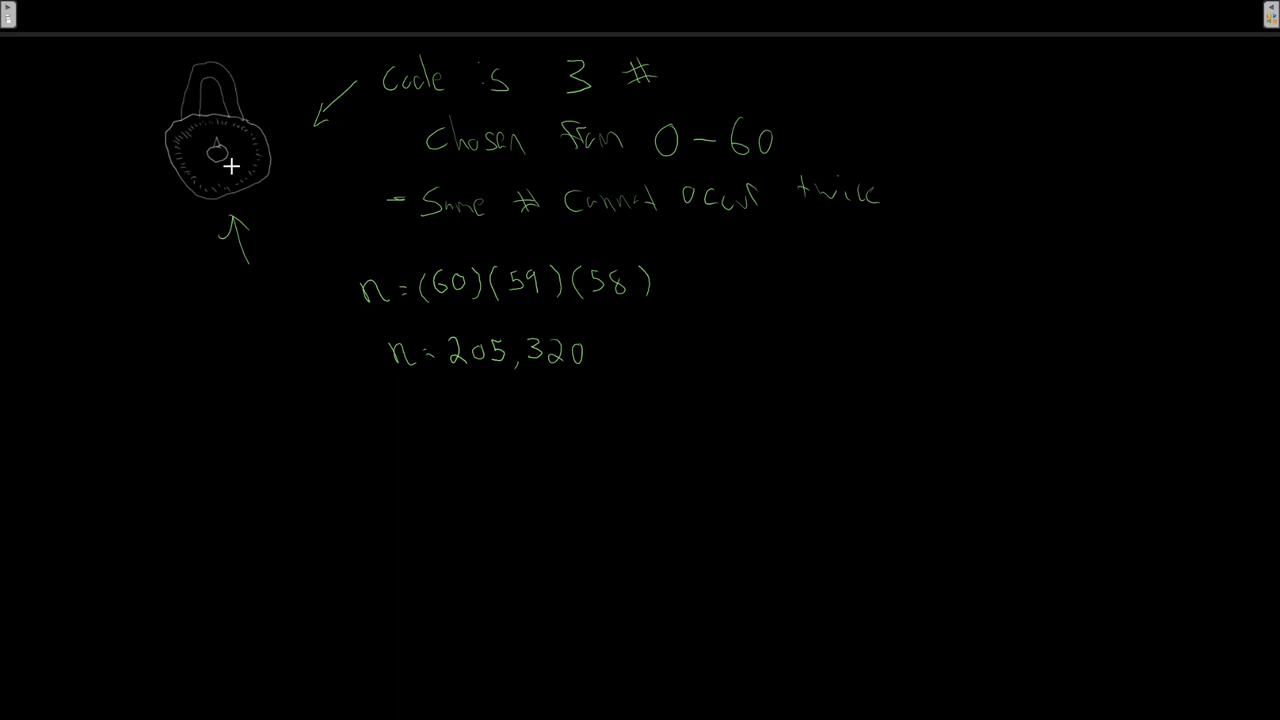 Code is 3 #
chosen from 0-60
- Same # cannot occur twice
n = (60)(59)(58)
n = 205,320